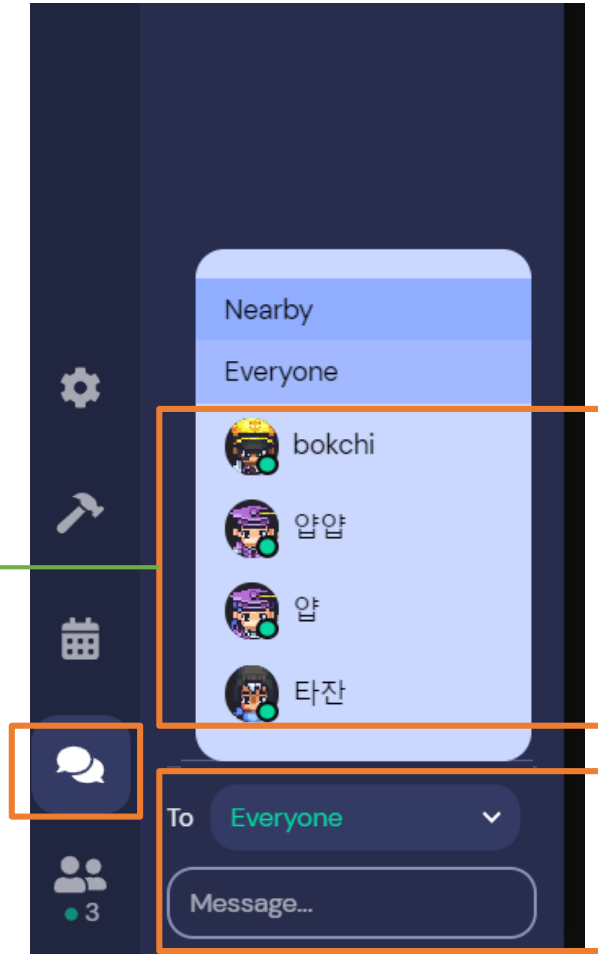 Nearby
Everyone
bokchi
얍얍
얍
타잔
To Everyone
Message...
3